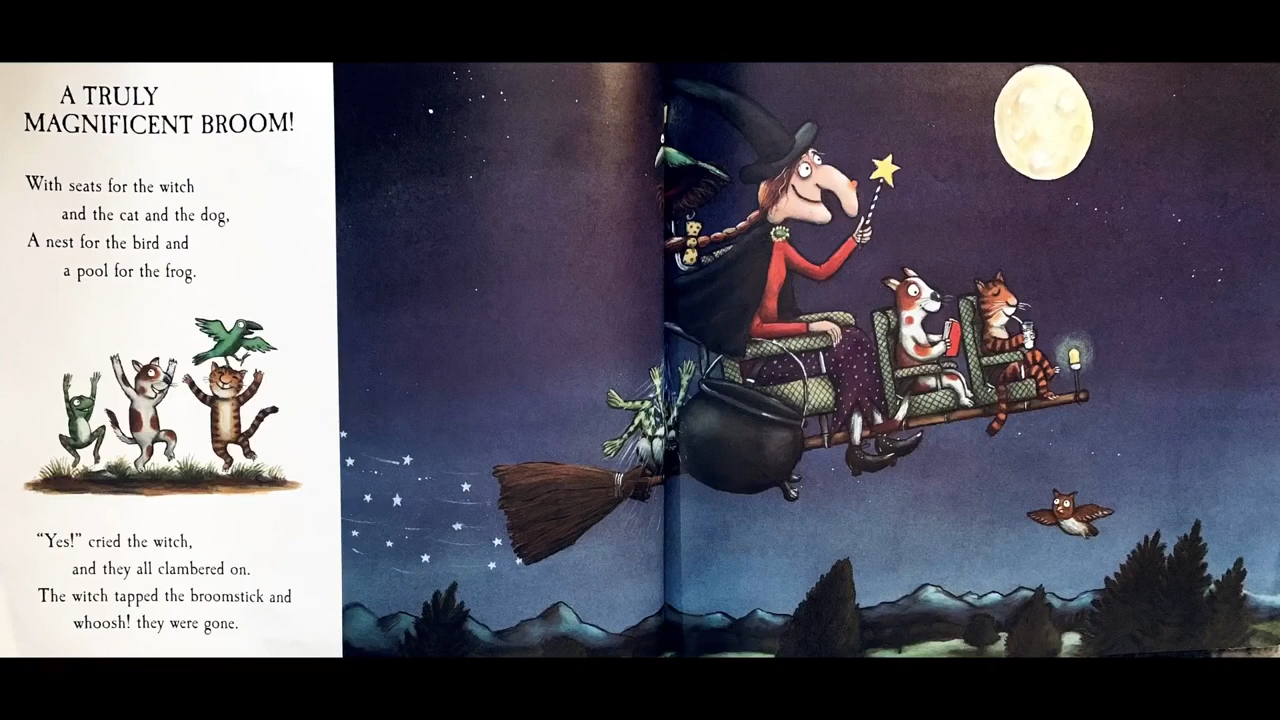 A TRULY
MAGNIFICENT BROOM!
With seats for the witch
and the cat and the dog,
A nest for the bird and
a pool for the frog.
“Yes!” cried the witch,
and they all clambered on.
The witch tapped the broomstick and
whoosh! they were gone.